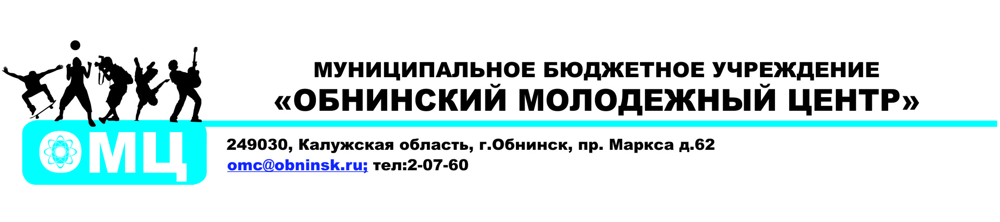 МУНИЦИПАЛЬНОЕ БЮДЖЕТНОЕ УЧРЕЖДЕНИЕ
«ОБНИНСКИЙ МОЛОДЕЖНЫЙ ЦЕНТР»
ОМЦ
249030, Калужская область, г.Обнинск, пр. Маркса д.62
omc@obninsk.ru; тел:2-07-60